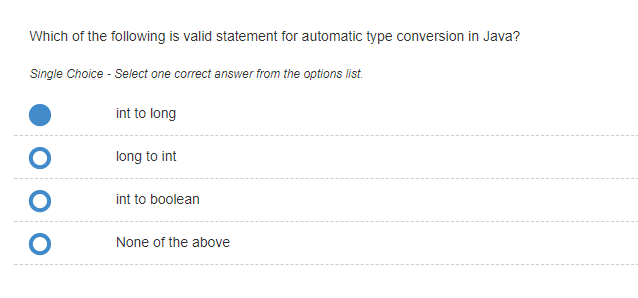 Which of the following is valid statement for automatic type conversion in Java?
Single Choice - Select one correct answer from the options list.
int to long
long to int
int to boolean
None of the above